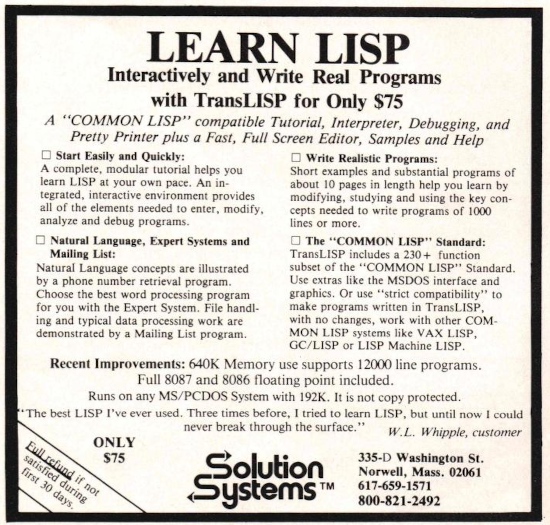 LEARN LISP
Interactively and Write Real Programs
with TransLISP for Only $75
A "COMMON LISP" compatible Tutorial, Interpreter, Debugging, and
Pretty Printer plus a Fast, Full Screen Editor, Samples and Help
□ Start Easily and Quickly:
A complete, modular tutorial helps you
learn LISP at your own pace. An in-
tegrated, interactive environment provides
all of the elements needed to enter, modify,
analyze and debug programs.
□ Natural Language, Expert Systems and
Mailing List:
Natural Language concepts are illustrated
by a phone number retrieval program.
Choose the best word processing program
for you with the Expert System. File handl-
ing and typical data processing work are
demonstrated by a Mailing List program.
□ Write Realistic Programs:
Short examples and substantial programs of
about 10 pages in length help you learn by
modifying, studying and using the key con-
cepts needed to write programs of 1000
lines or more.
□ The "COMMON LISP" Standard:
TransLISP includes a 230+ function
subset of the "COMMON LISP" Standard.
Use extras like the MSDOS interface and
graphics. Or use "strict compatibility" to
make programs written in TransLISP,
with no changes, work with other COM-
MON LISP systems like VAX LISP,
GC/LISP or LISP Machine LISP.
Recent Improvements: 640K Memory use supports 12000 line programs.
Full 8087 and 8086 floating point included.
Runs on any MS/PCDOS System with 192K. It is not copy protected.
"The best LISP I've ever used. Three times before, I tried to learn LISP, but until now I could
never break through the surface."
W.L. Whipple, customer
Full refund if not
satisfied during
first 30 days.
ONLY
$75
Solution
Systems™
335-D Washington St.
Norwell, Mass. 02061
617-659-1571
800-821-2492